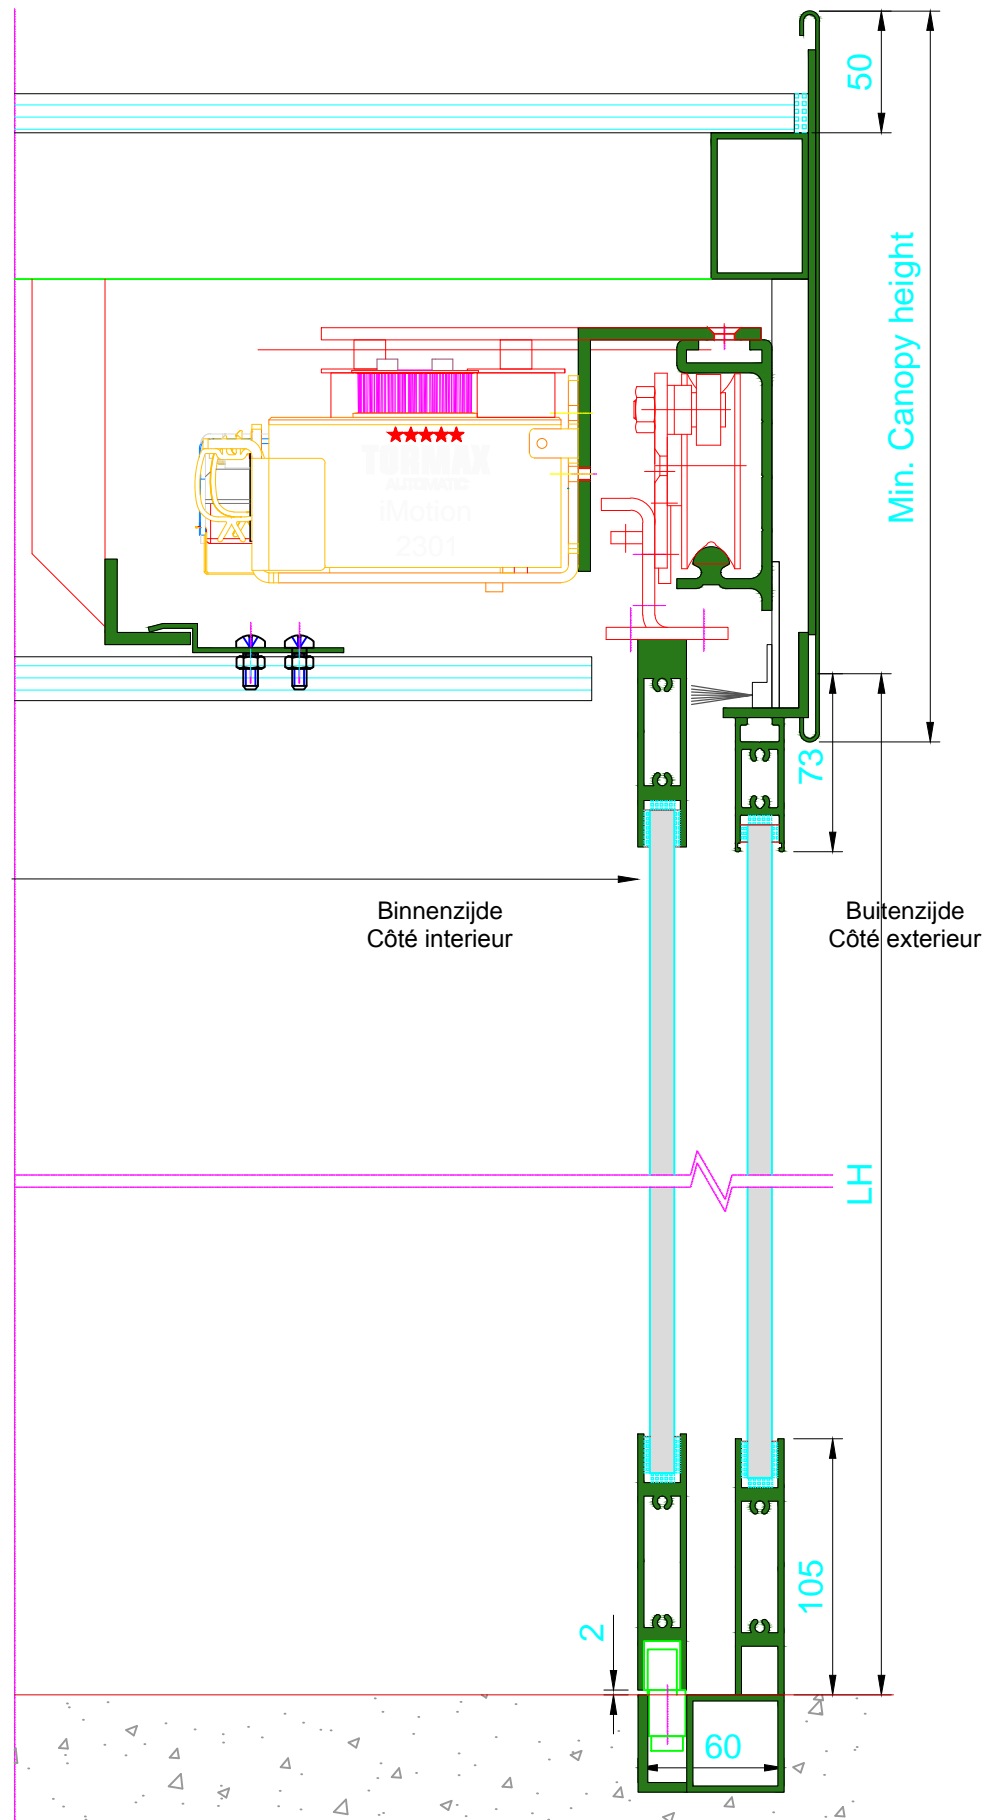 50
Min. Canopy height
TORMAX
AUTOMATIC
iMotion
2301
73
Binnenzijde
Côté interieur
Buitenzijde
Côté exterieur
LH
105
2
60